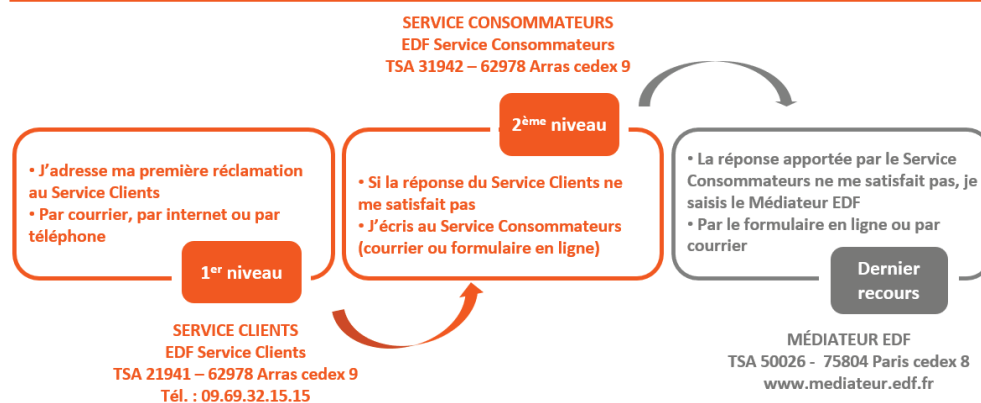 SERVICE CONSOMMATEURS
EDF Service Consommateurs
TSA 31942 – 62978 Arras cedex 9
2ème niveau
• J’adresse ma première réclamation
au Service Clients
• Par courrier, par internet ou par
téléphone
1er niveau
SERVICE CLIENTS
EDF Service Clients
TSA 21941 – 62978 Arras cedex 9
Tél. : 09.69.32.15.15
• Si la réponse du Service Clients ne
me satisfait pas
• J’écris au Service Consommateurs
(courrier ou formulaire en ligne)
• La réponse apportée par le Service
Consommateurs ne me satisfait pas, je
saisis le Médiateur EDF
• Par le formulaire en ligne ou par
courrier
Dernier
recours
MÉDIATEUR EDF
TSA 50026 - 75804 Paris cedex 8
www.mediateur.edf.fr